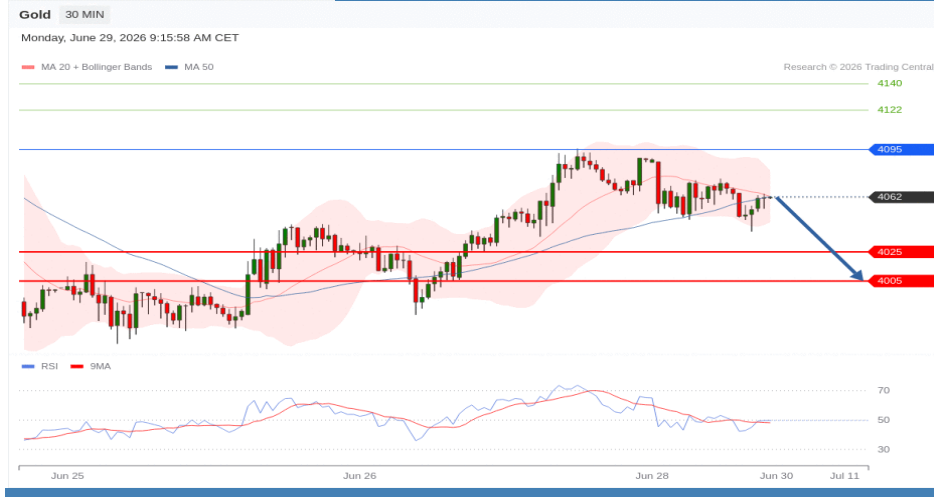 Gold 30 MIN
Monday, June 29, 2026 9:15:58 AM CET
MA 20 + Bollinger Bands MA 50 Research © 2026 Trading Central
4140
4122
4095
4062
4025
4005
RSI 9MA
70
50
30
Jun 25 Jun 26 Jun 28 Jun 30 Jul 11